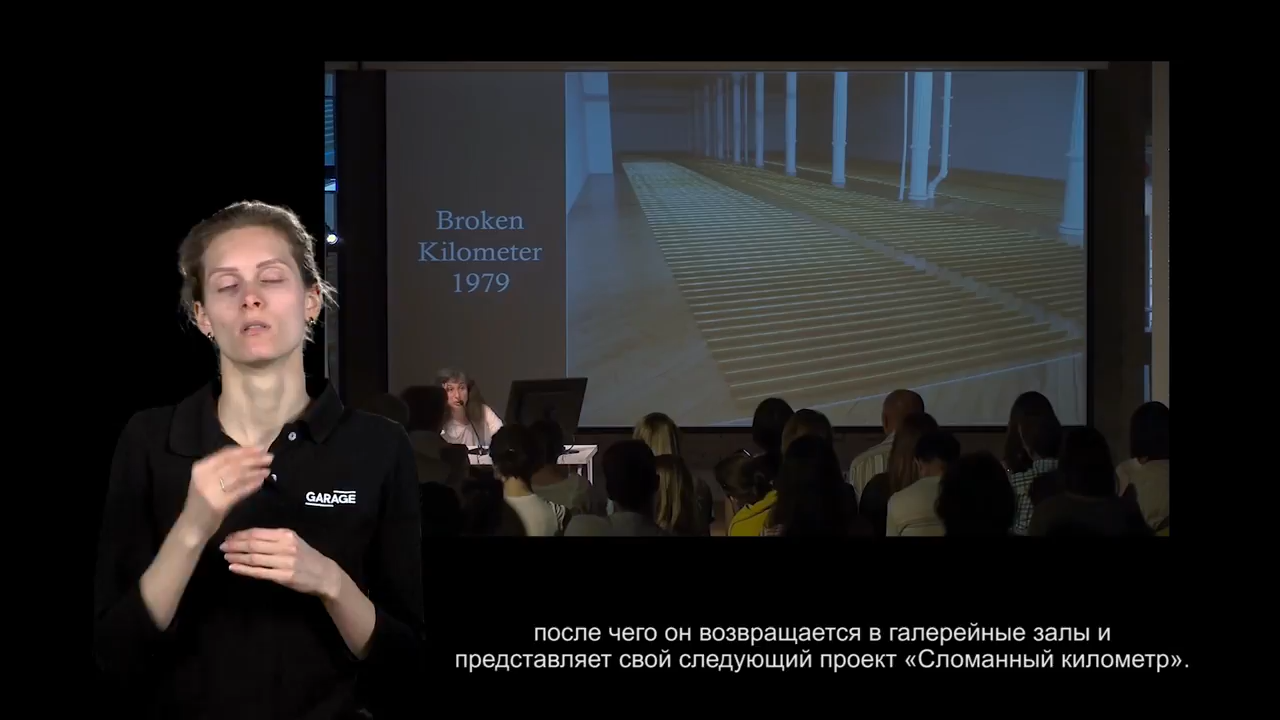 Broken
Kilometer
1979
GARAGE
после чего он возвращается в галерейные залы и
представляет свой следующий проект «Сломанный километр».